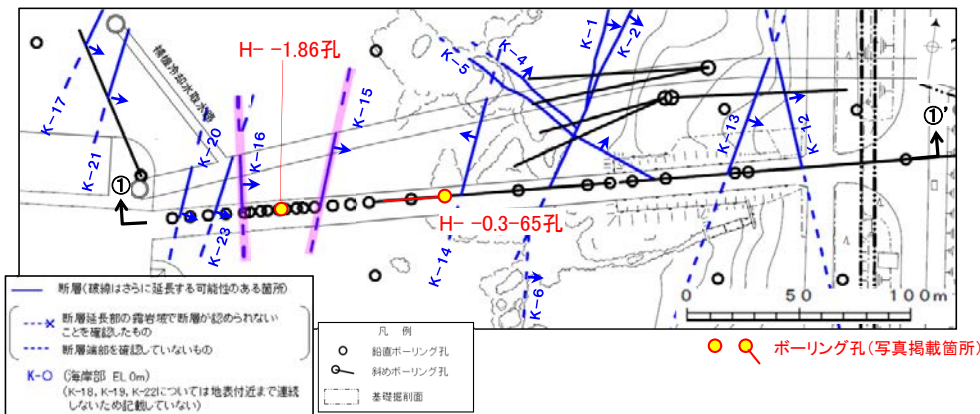 K-17
補機冷却水取水路
H- -1.86孔
K-15
K-20
K-16
K-21
K-23
①
K-5
K-4
K-1
K-2
K-13
K-12
①'
H- -0.3-65孔
K-14
K-6
0 50 100m
断層(破線はさらに延長する可能性のある箇所)
断層延長部の露岩域で断層が認められない
ことを確認したもの
断層端部を確認していないもの
K-○ (海岸部 EL.0m)
(K-18, K-19, K-22については地表付近まで連続
しないため記載していない)
凡 例
鉛直ボーリング孔
斜めボーリング孔
基礎掘削面
ボーリング孔(写真掲載箇所)